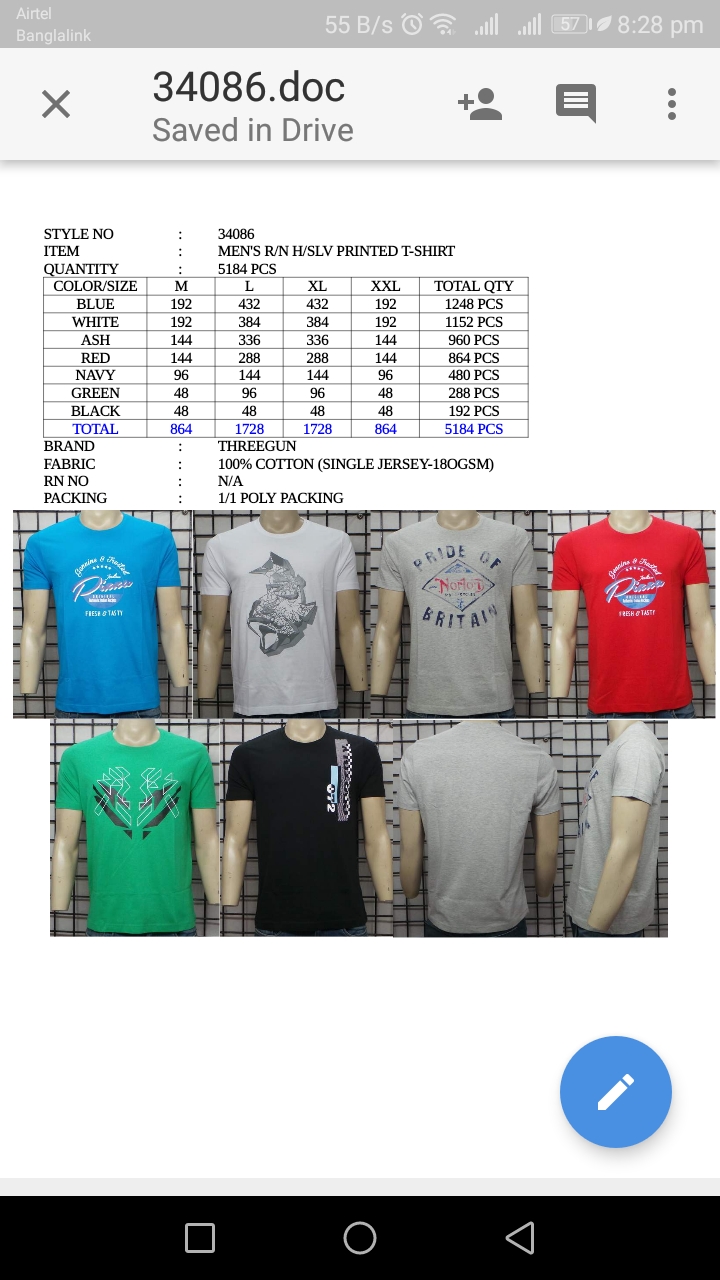 Airtel
Banglalink
55 B/s 57 8:28 pm
34086.doc
Saved in Drive
STYLE NO : 34086
ITEM : MEN'S R/N H/SLV PRINTED T-SHIRT
QUANTITY : 5184 PCS
COLOR/SIZE M L XL XXL TOTAL QTY
BLUE 192 432 432 192 1248 PCS
WHITE 192 384 384 192 1152 PCS
ASH 144 336 336 144 960 PCS
RED 144 288 288 144 864 PCS
NAVY 96 144 144 96 480 PCS
GREEN 48 96 96 48 288 PCS
BLACK 48 48 48 48 192 PCS
TOTAL 864 1728 1728 864 5184 PCS
BRAND : THREEGUN
FABRIC : 100% COTTON (SINGLE JERSEY-18OGSM)
RN NO : N/A
PACKING : 1/1 POLY PACKING
Genuine & Trusted
FRESH & TASTY
PRIDE OF
BRITAIN
Genuine & Trusted
FRESH & TASTY